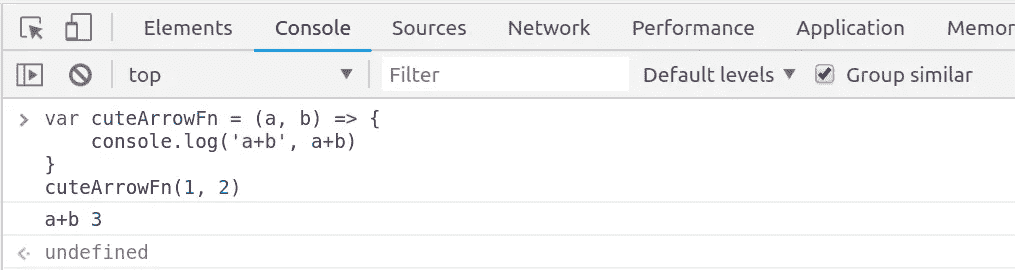 Elements Console Sources Network Performance Application Memor
top Filter Default levels Group similar
var cuteArrowFn = (a, b) => {
console.log('a+b', a+b)
}
cuteArrowFn(1, 2)
a+b 3
undefined